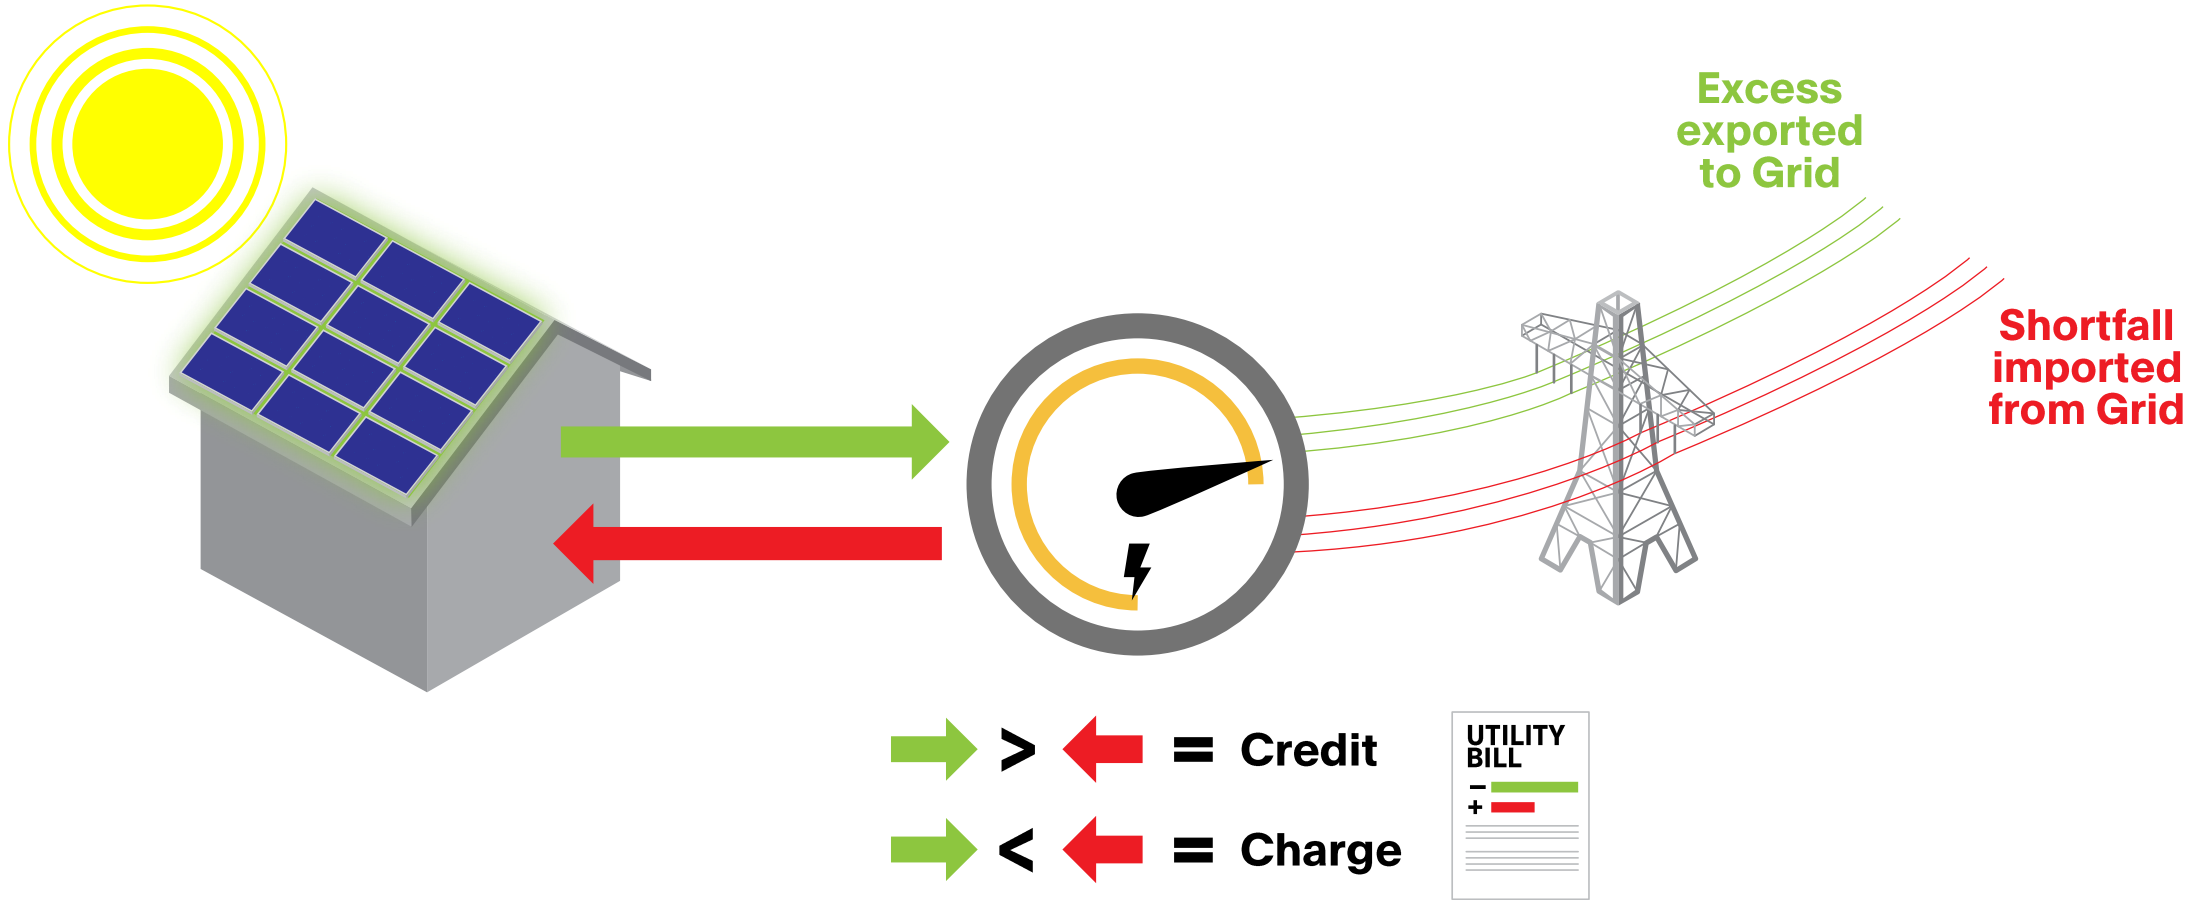 Excess
exported
to Grid
Shortfall
imported
from Grid
> = Credit
< = Charge
UTILITY
BILL
–
+